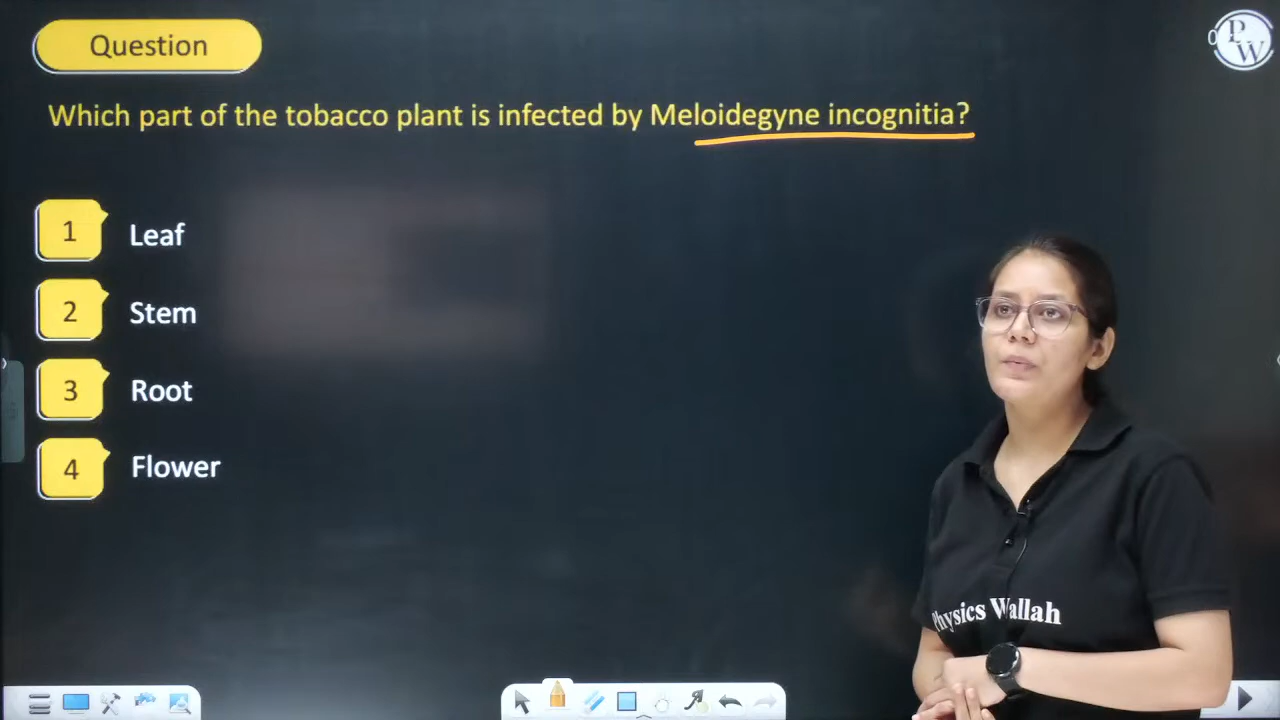 Question
PW
Which part of the tobacco plant is infected by Meloidegyne incognitia?
1 Leaf
2 Stem
3 Root
4 Flower
Physics Wallah